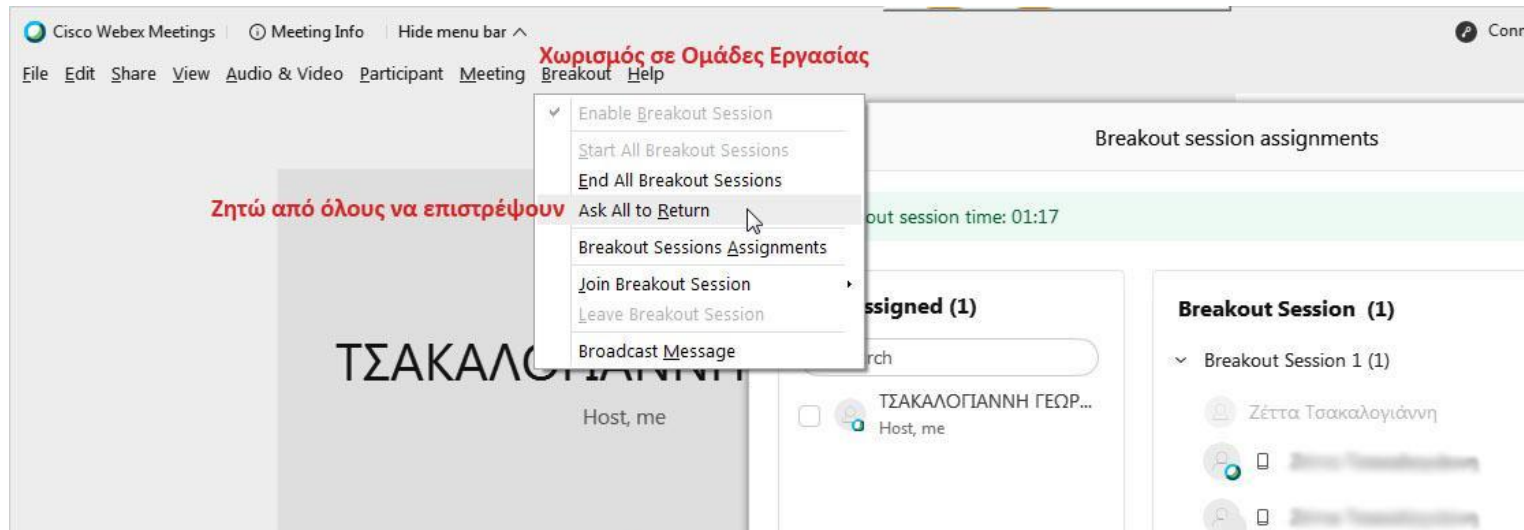 Cisco Webex Meetings Meeting Info Hide menu bar
Χωρισμός σε Ομάδες Εργασίας
File Edit Share View Audio & Video Participant Meeting Breakout Help
Enable Breakout Session
Breakout session assignments
Start All Breakout Sessions
End All Breakout Sessions
Ζητώ από όλους να επιστρέψουν
Ask All to Return
out session time: 01:17
Breakout Sessions Assignments
Join Breakout Session
ssigned (1)
Breakout Session (1)
Leave Breakout Session
Broadcast Message
rch
Breakout Session 1 (1)
ΤΣΑΚΑΛΟΓΙΑΝΝΗ
Host, me
ΤΣΑΚΑΛΟΓΙΑΝΝΗ ΓΕΩΡ...
Host, me
Ζέττα Τσακαλογιάννη